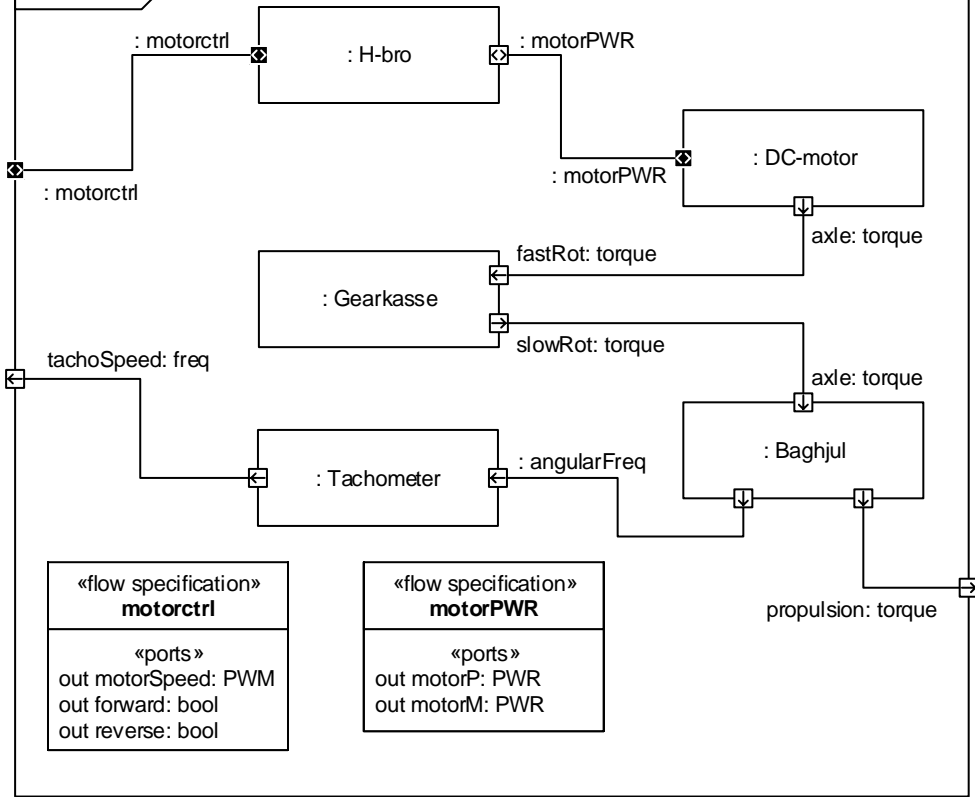 : motorctrl
: H-bro
: motorPWR
: DC-motor
: motorPWR
: motorctrl
axle: torque
fastRot: torque
: Gearkasse
slowRot: torque
tachoSpeed: freq
axle: torque
: Baghjul
: angularFreq
: Tachometer
«flow specification»
motorctrl
«ports»
out motorSpeed: PWM
out forward: bool
out reverse: bool
«flow specification»
motorPWR
«ports»
out motorP: PWR
out motorM: PWR
propulsion: torque